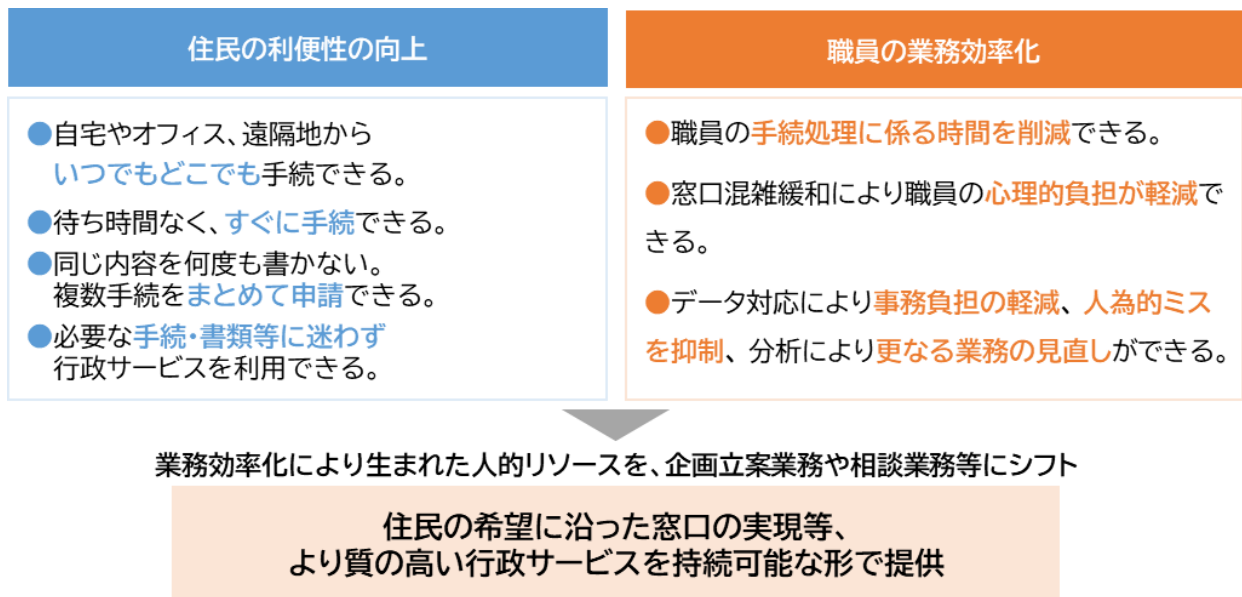 住民の利便性の向上
●自宅やオフィス、遠隔地から
いつでもどこでも手続できる。
●待ち時間なく、すぐに手続できる。
●同じ内容を何度も書かない。
複数手続をまとめて申請できる。
●必要な手続・書類等に迷わず
行政サービスを利用できる。
職員の業務効率化
●職員の手続処理に係る時間を削減できる。
●窓口混雑緩和により職員の心理的負担が軽減で
きる。
●データ対応により事務負担の軽減、人為的ミス
を抑制、分析により更なる業務の見直しができる。
業務効率化により生まれた人的リソースを、企画立案業務や相談業務等にシフト
住民の希望に沿った窓口の実現等、
より質の高い行政サービスを持続可能な形で提供